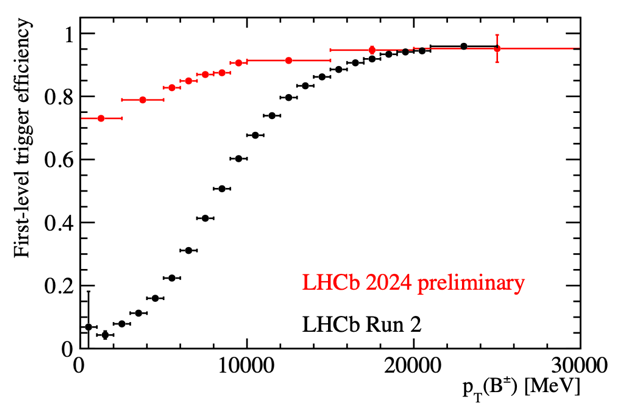 First-level trigger efficiency
1
0.8
0.6
0.4
0.2
0
LHCb 2024 preliminary
LHCb Run 2
0 10000 20000 30000
p_T(B^±) [MeV]